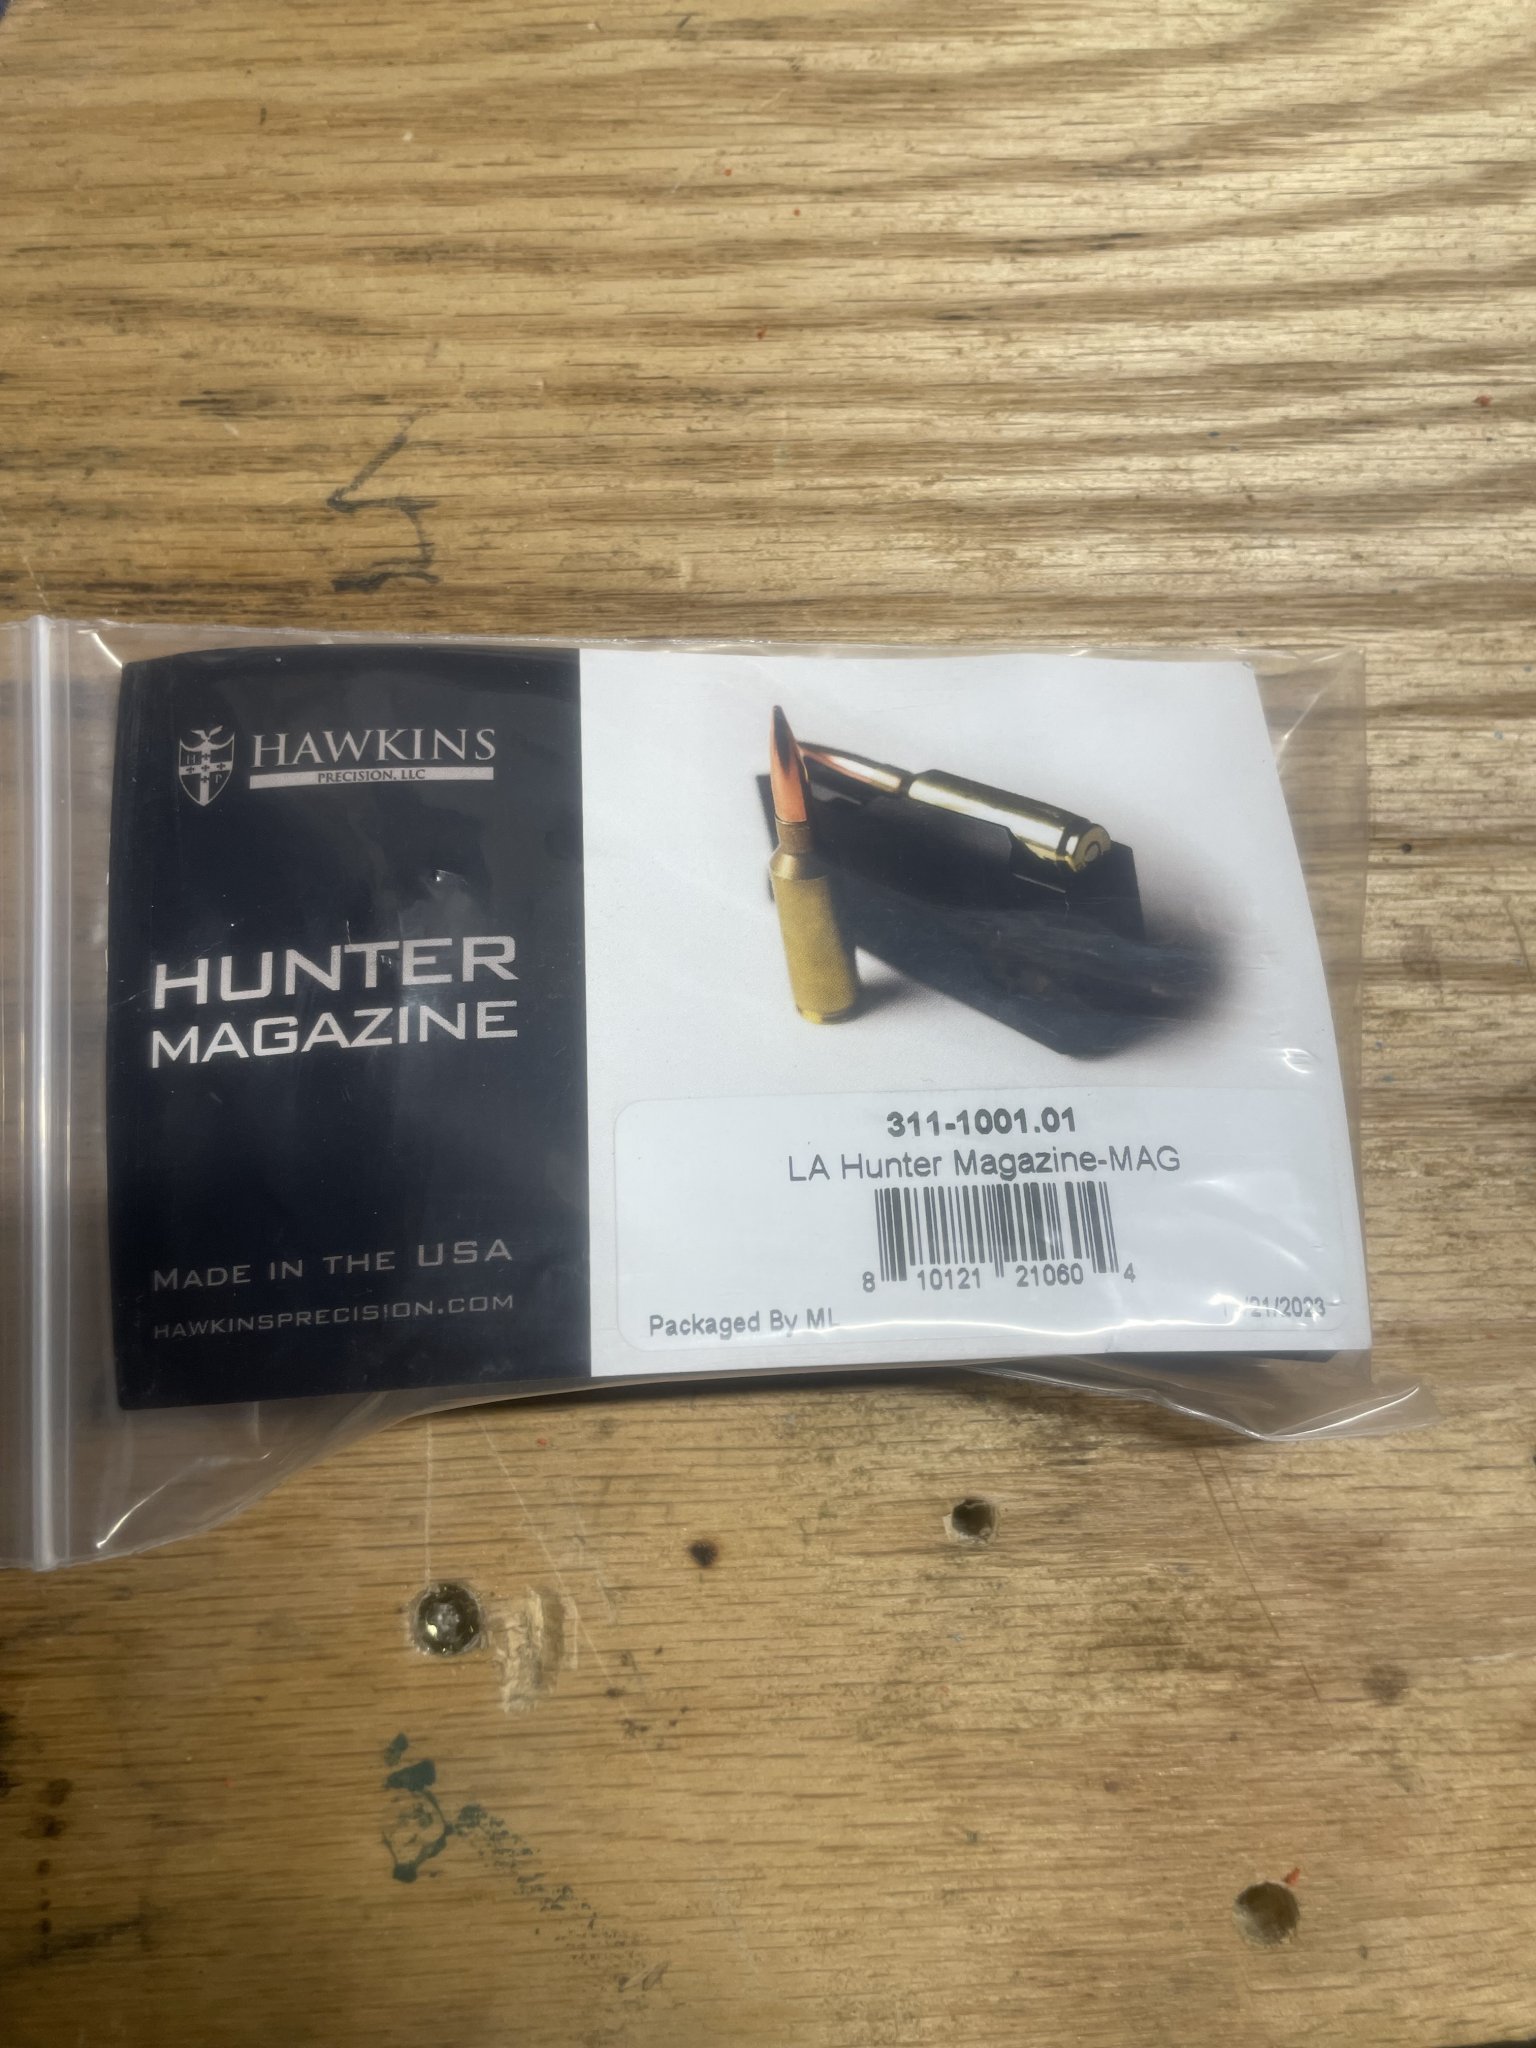 HAWKINS
PRECISION, LLC
H P
HUNTER
MAGAZINE
MADE IN THE USA
HAWKINSPRECISION.COM
311-1001.01
LA Hunter Magazine-MAG
8 10121 21060 4
Packaged By ML